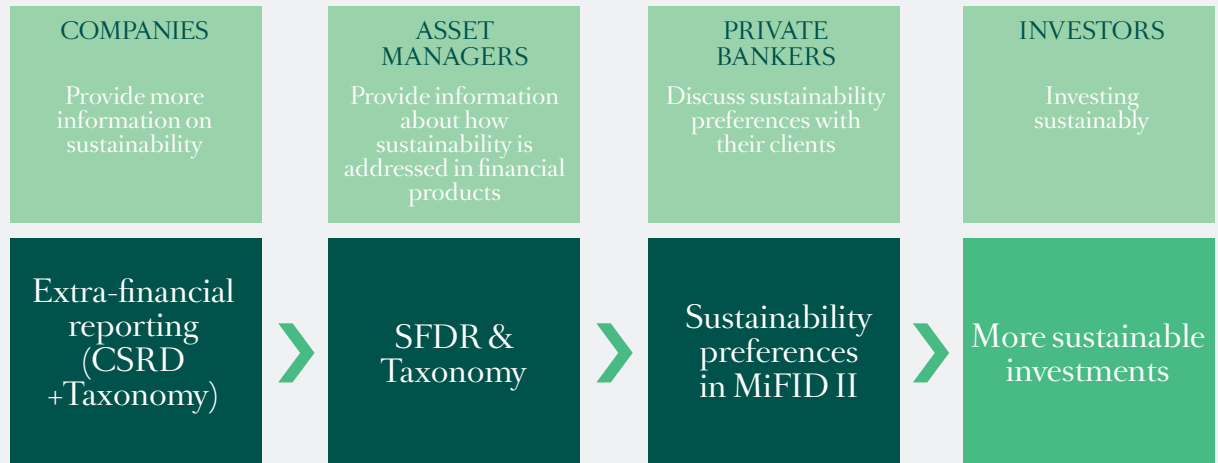 COMPANIES
Provide more
information on
sustainability
ASSET
MANAGERS
Provide information
about how
sustainability is
addressed in financial
products
PRIVATE
BANKERS
Discuss sustainability
preferences with
their clients
INVESTORS
Investing
sustainably
Extra-financial
reporting
(CSRD
+Taxonomy)
SFDR &
Taxonomy
Sustainability
preferences
in MiFID II
More sustainable
investments